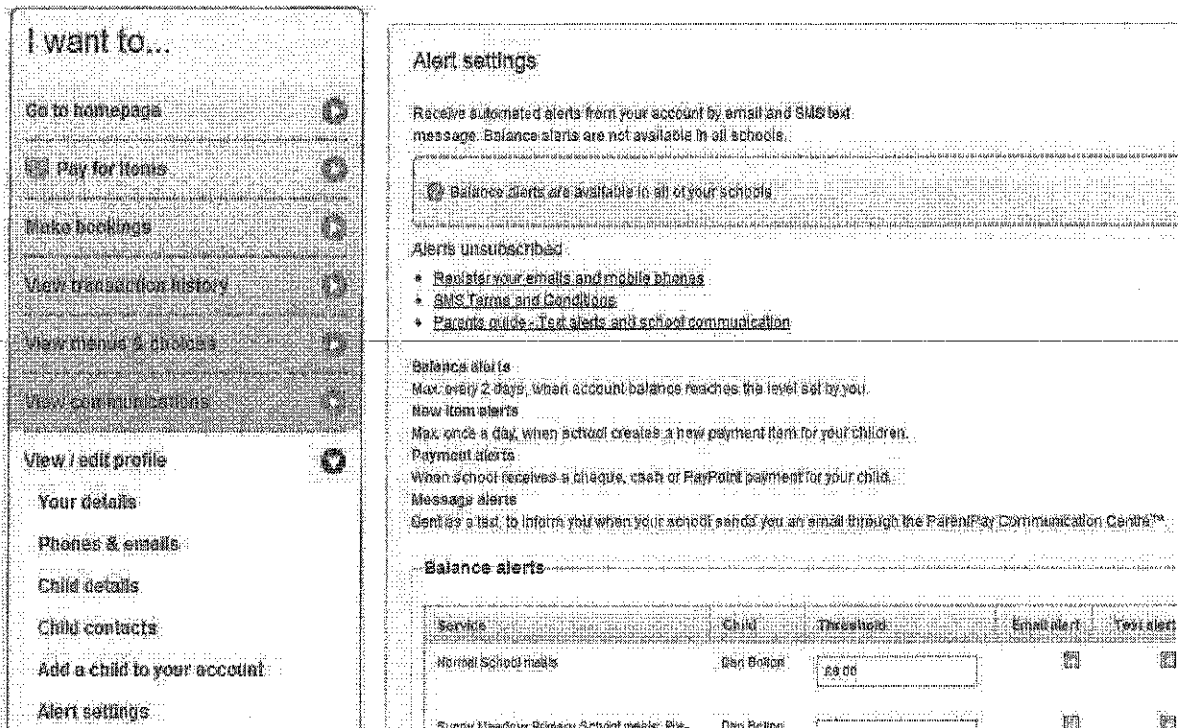 I want to...
Go to homepage
Pay for items
Make bookings
View transaction history
View menus & choices
View communications
View / edit profile
Your details
Phones & emails
Child details
Child contacts
Add a child to your account
Alert settings
Alert settings
Receive automated alerts from your account by email and SMS text
message. Balance alerts are not available in all schools.
Balance alerts are available in all of your schools
Alerts unsubscribed
Register your emails and mobile phones
SMS Terms and Conditions
Parents guide - Text alerts and school communication
Balance alerts
Max. every 2 days, when account balance reaches the level set by you.
New item alerts
Max. once a day, when school creates a new payment item for your children.
Payment alerts
When school receives a cheque, cash or PayPoint payment for your child.
Message alerts
Sent as a text, to inform you when your school sends you an email through the ParentPay Communication Centre™
Balance alerts
Service Child Threshold Email alert Text alert
Normal School meals Dan Bolton
Sunny Meadow Primary School meals Dan Bolton